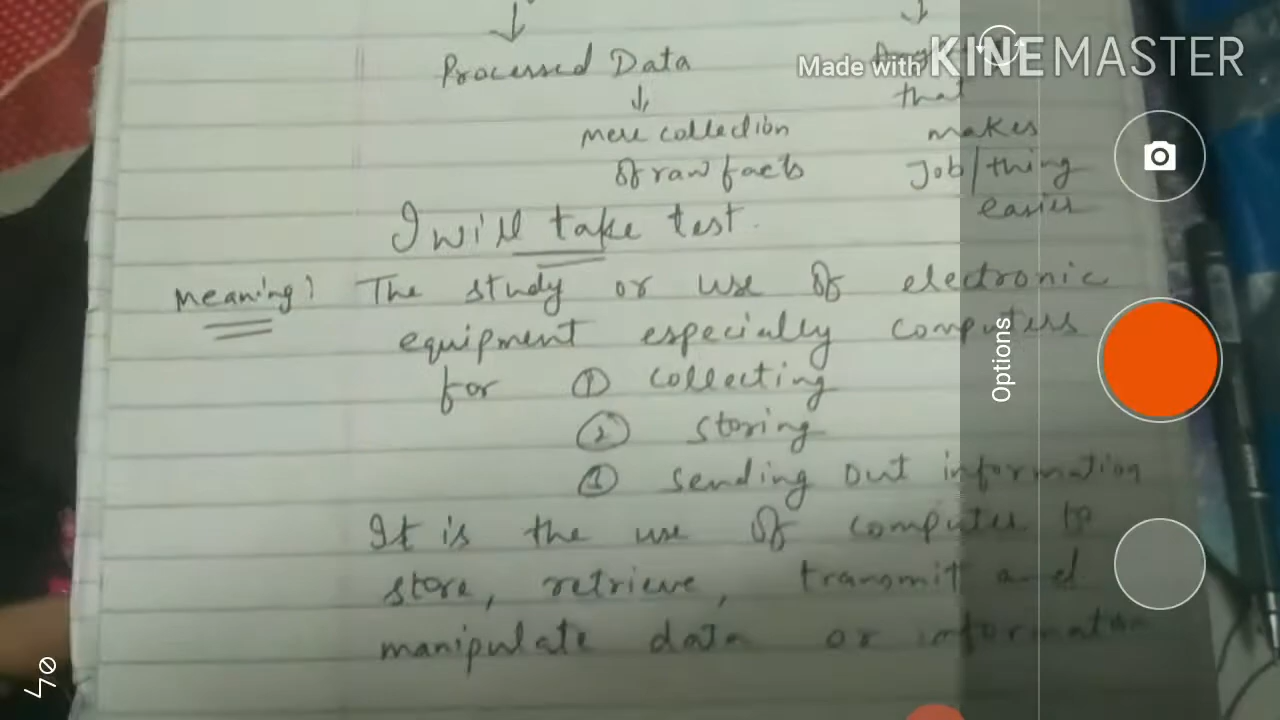 Processed Data
Made with KINEMASTER
that
mere collection
makes
of raw facts
Job/thing
easier
I will take test.
Meaning:
The study or use of electronic
equipment especially computers
Options
for ① collecting
② storing
③ sending out information
It is the use of computer to
store, retrieve, transmit and
manipulate data or information